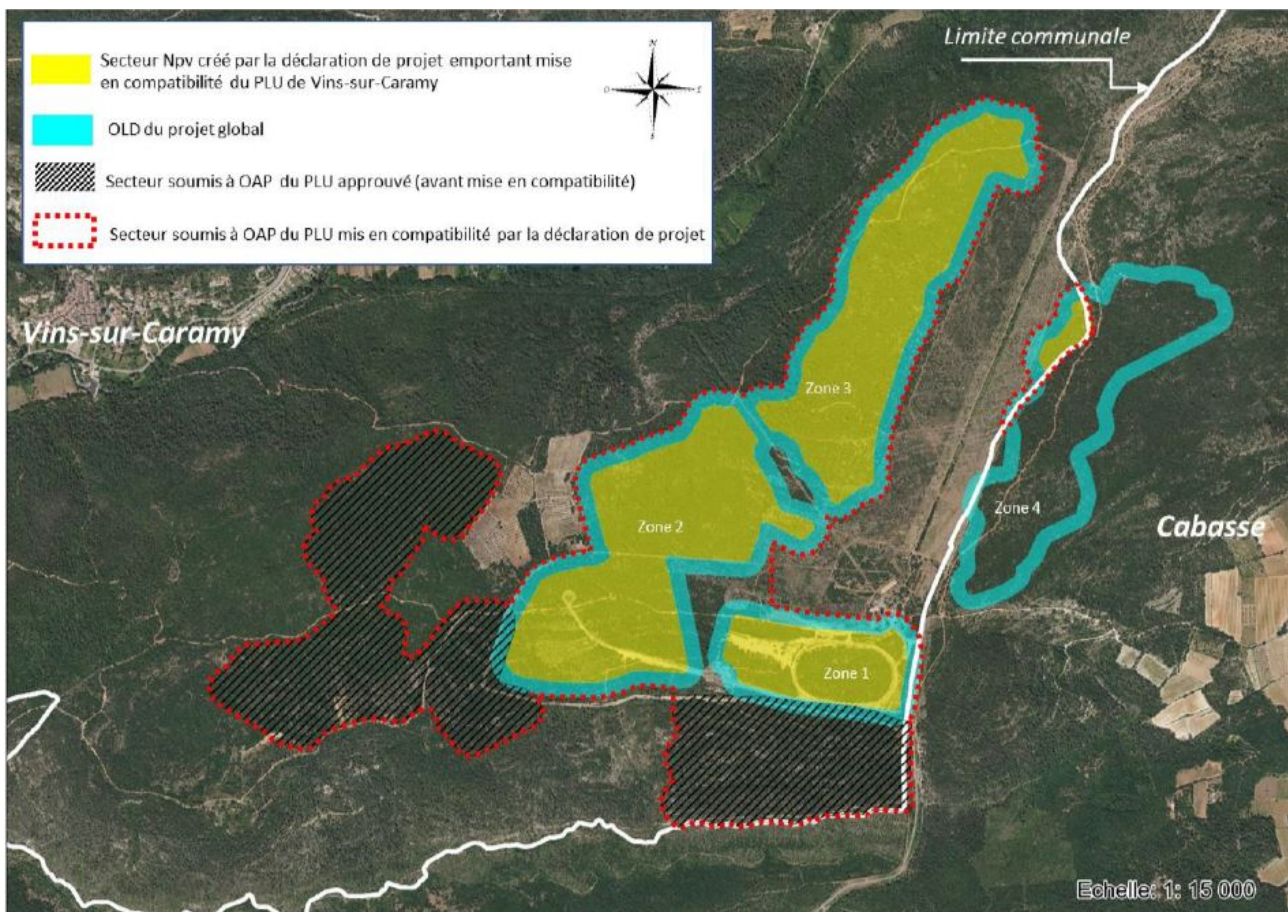 Secteur Npv créé par la déclaration de projet emportant mise
en compatibilité du PLU de Vins-sur-Caramy
N
O
E
S
OLD du projet global
Secteur soumis à OAP du PLU approuvé (avant mise en compatibilité)
Secteur soumis à OAP du PLU mis en compatibilité par la déclaration de projet
Limite communale
Vins-sur-Caramy
Zone 3
Zone 2
Zone 4
Cabasse
Zone 1
Echelle: 1: 15 000